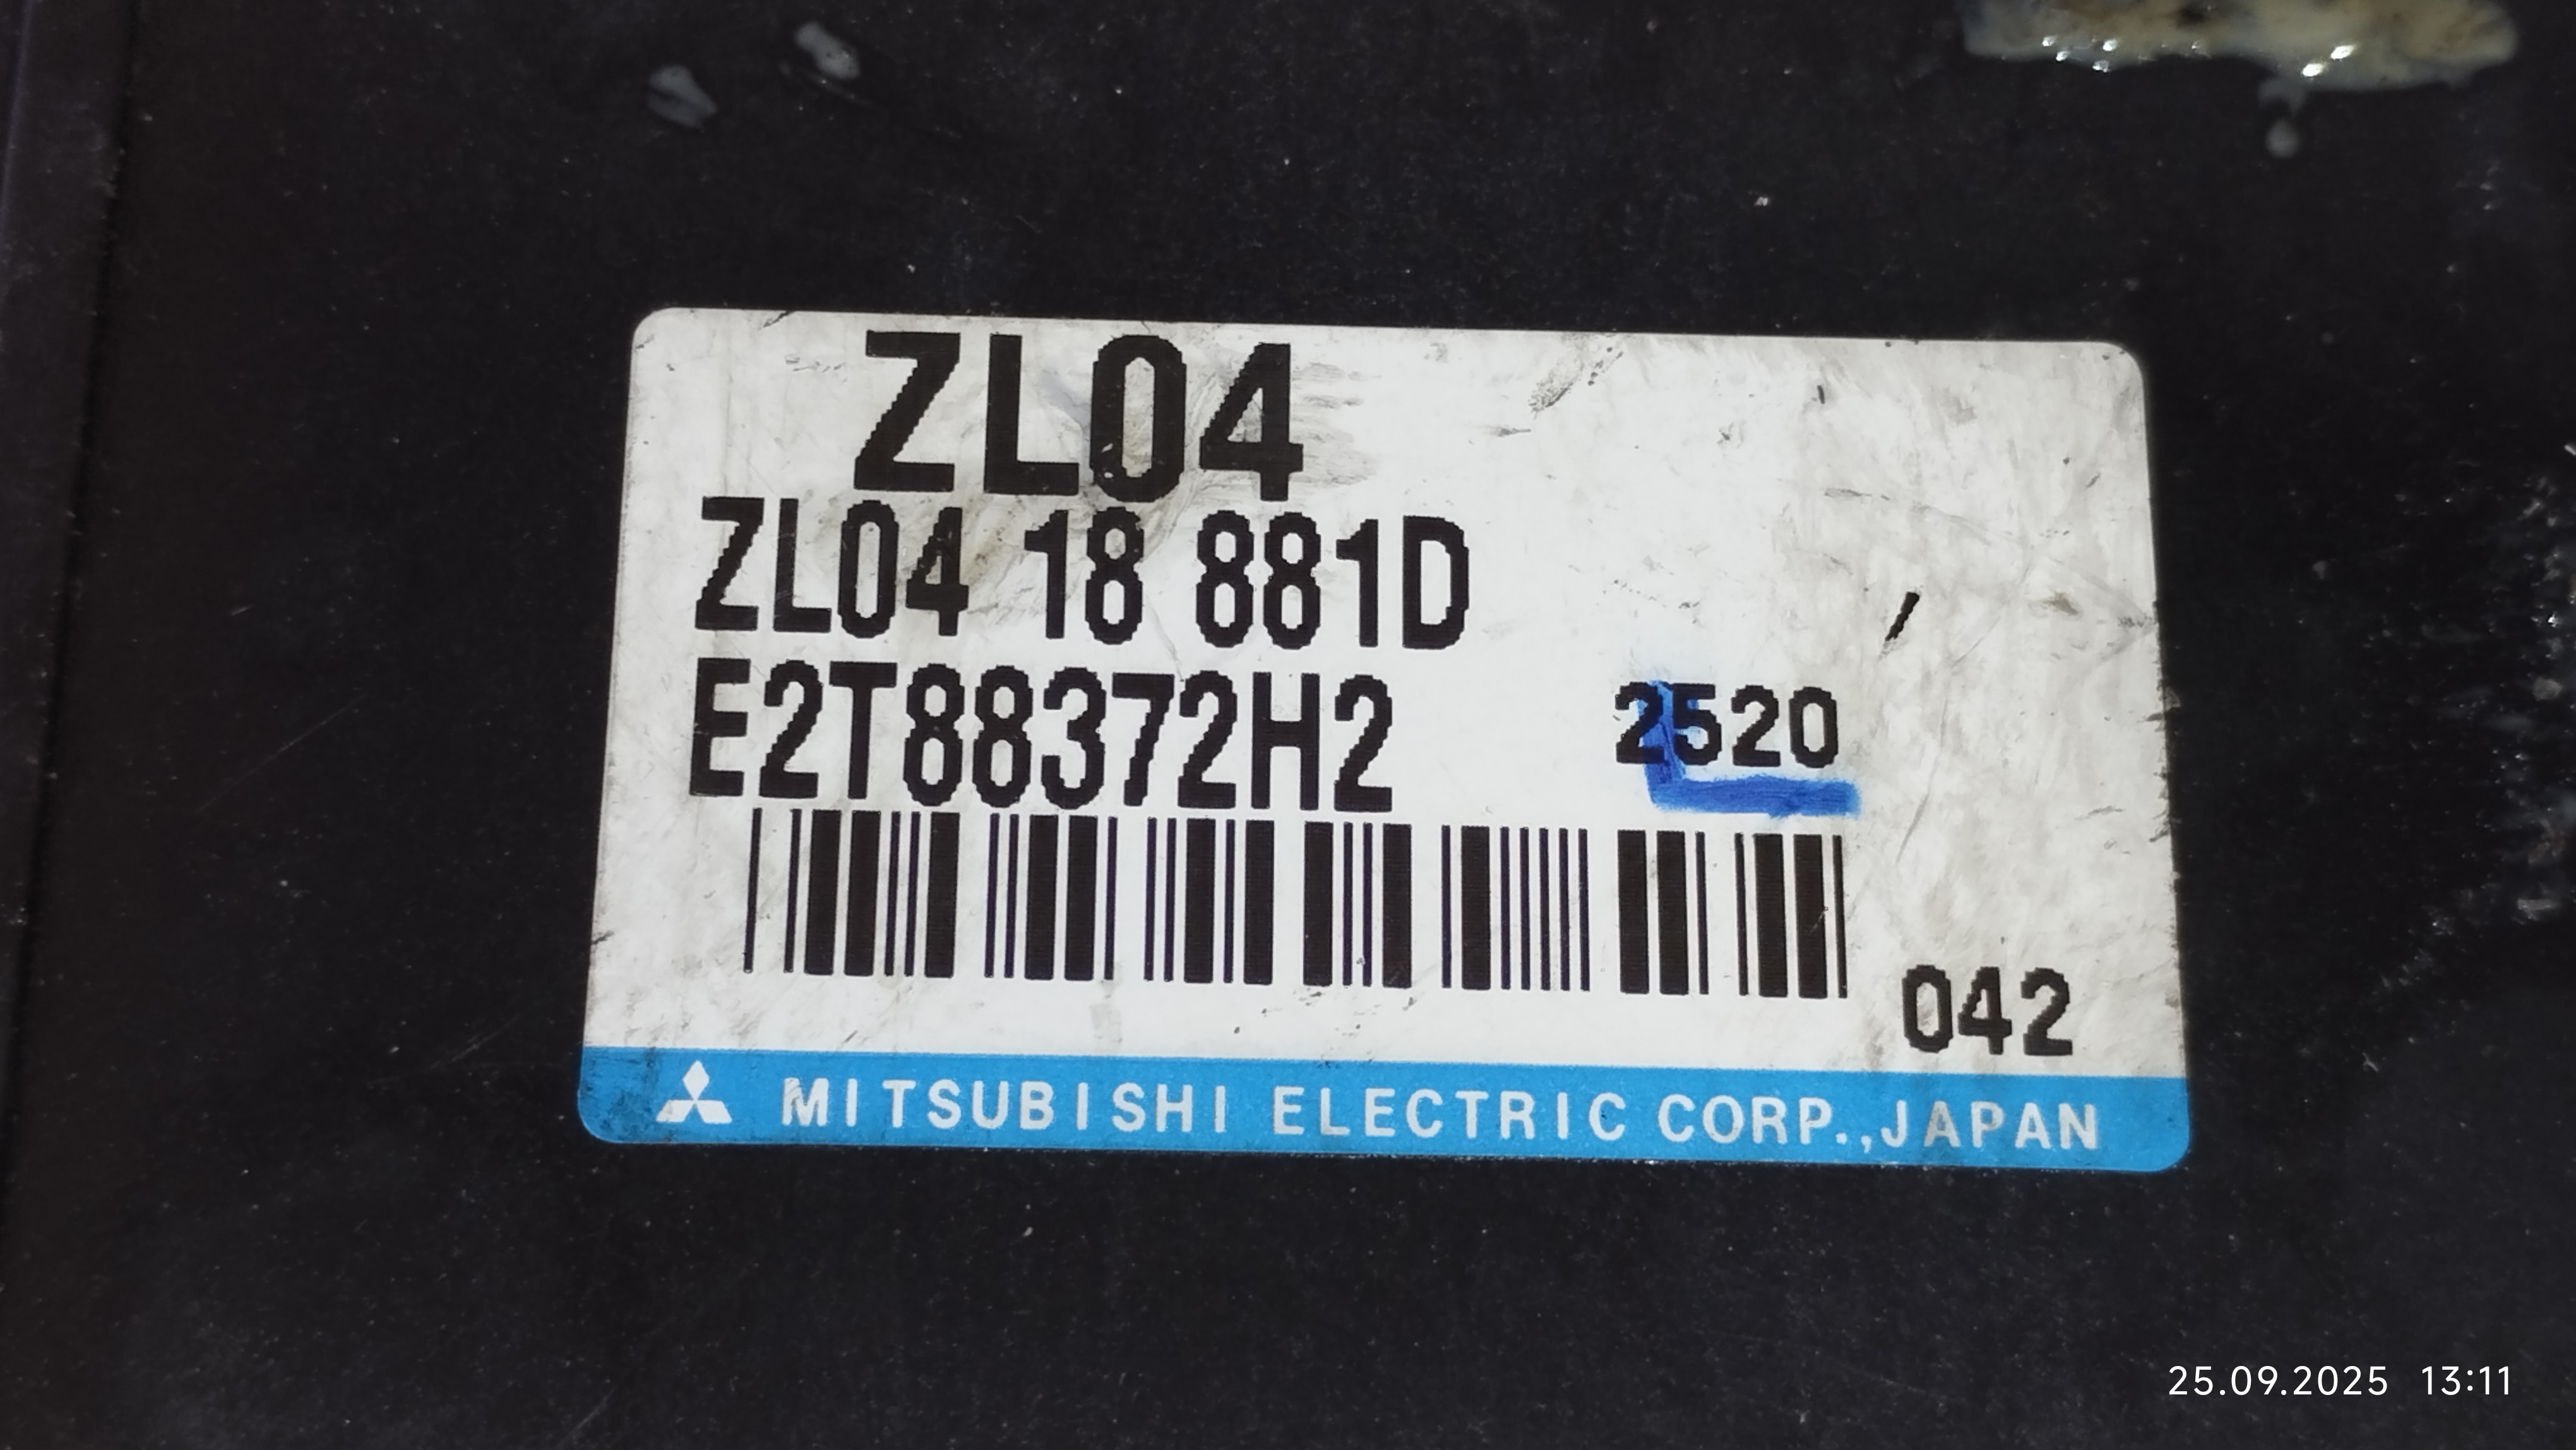 ZL04
ZL04 18 881D
E2T88372H2 2520
042
MITSUBISHI ELECTRIC CORP.,JAPAN
25.09.2025 13:11